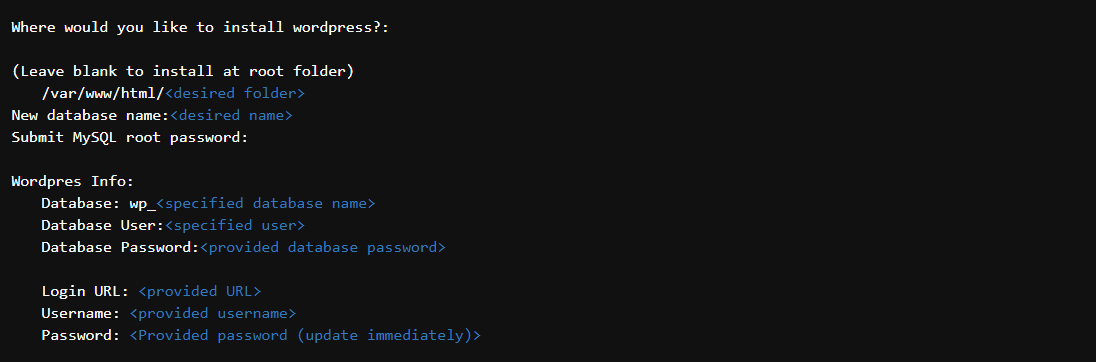 Where would you like to install wordpress?:
(Leave blank to install at root folder)
/var/www/html/<desired folder>
New database name:<desired name>
Submit MySQL root password:
Wordpres Info:
Database: wp_<specified database name>
Database User:<specified user>
Database Password:<provided database password>
Login URL: <provided URL>
Username: <provided username>
Password: <Provided password (update immediately)>